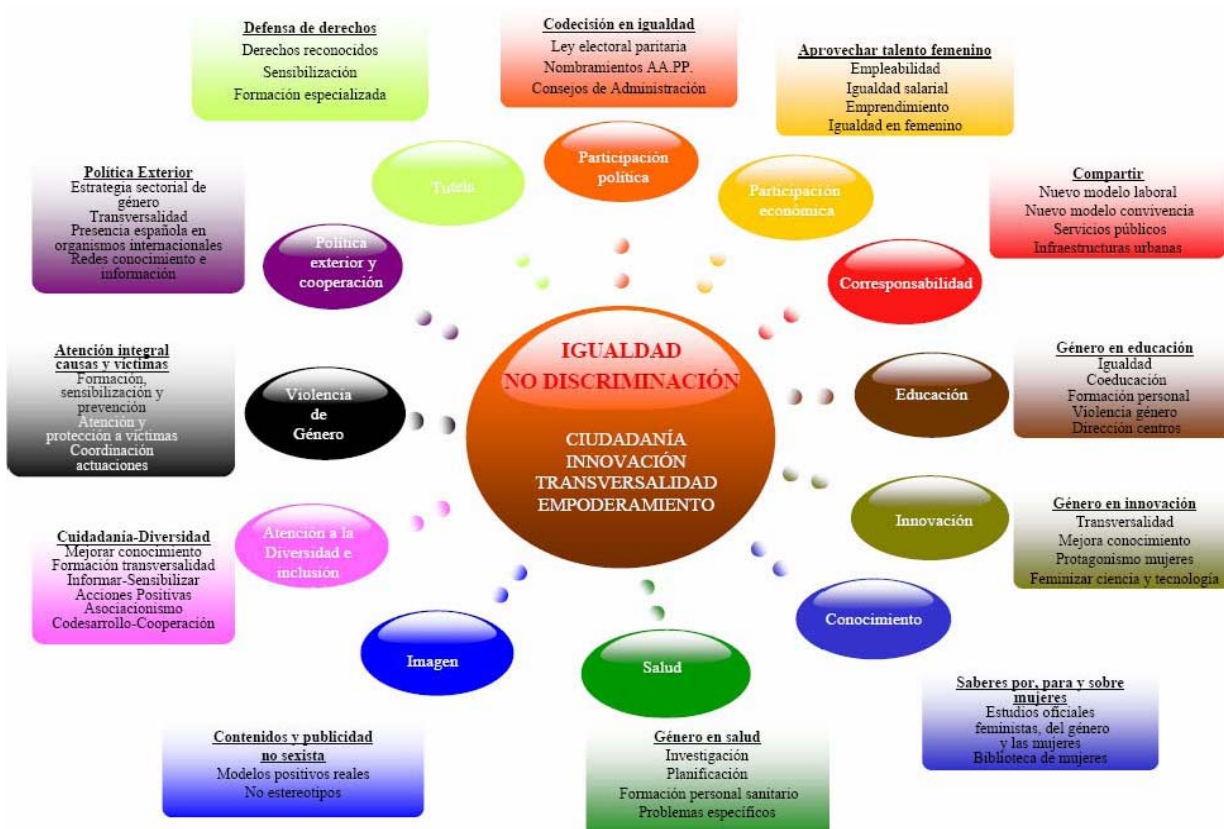 Defensa de derechos
Derechos reconocidos
Sensibilización
Formación especializada
Codecisión en igualdad
Ley electoral paritaria
Nombramientos AA.PP.
Consejos de Administración
Aprovechar talento femenino
Empleabilidad
Igualdad salarial
Emprendimiento
Igualdad en femenino
Política Exterior
Estrategia sectorial de
género
Transversalidad
Presencia española en
organismos internacionales
Redes conocimiento e
información
Tutela
Participación
política
Participación
económica
Compartir
Nuevo modelo laboral
Nuevo modelo convivencia
Servicios públicos
Infraestructuras urbanas
Política
exterior y
cooperación
Corresponsabilidad
Atención integral
causas y víctimas
Formación,
sensibilización y
prevención
Atención y
protección a víctimas
Coordinación
actuaciones
Violencia
de
Género
IGUALDAD
NO DISCRIMINACIÓN
CIUDADANÍA
INNOVACIÓN
TRANSVERSALIDAD
EMPODERAMIENTO
Educación
Género en educación
Igualdad
Coeducación
Formación personal
Violencia género
Dirección centros
Cuidadanía-Diversidad
Mejorar conocimiento
Formación transversalidad
Informar-Sensibilizar
Acciones Positivas
Asociacionismo
Codesarrollo-Cooperación
Atención a la
Diversidad e
inclusión
Innovación
Género en innovación
Transversalidad
Mejora conocimiento
Protagonismo mujeres
Feminizar ciencia y tecnología
Imagen
Salud
Conocimiento
Contenidos y publicidad
no sexista
Modelos positivos reales
No estereotipos
Género en salud
Investigación
Planificación
Formación personal sanitario
Problemas específicos
Saberes por, para y sobre
mujeres
Estudios oficiales
feministas, del género
y las mujeres
Biblioteca de mujeres